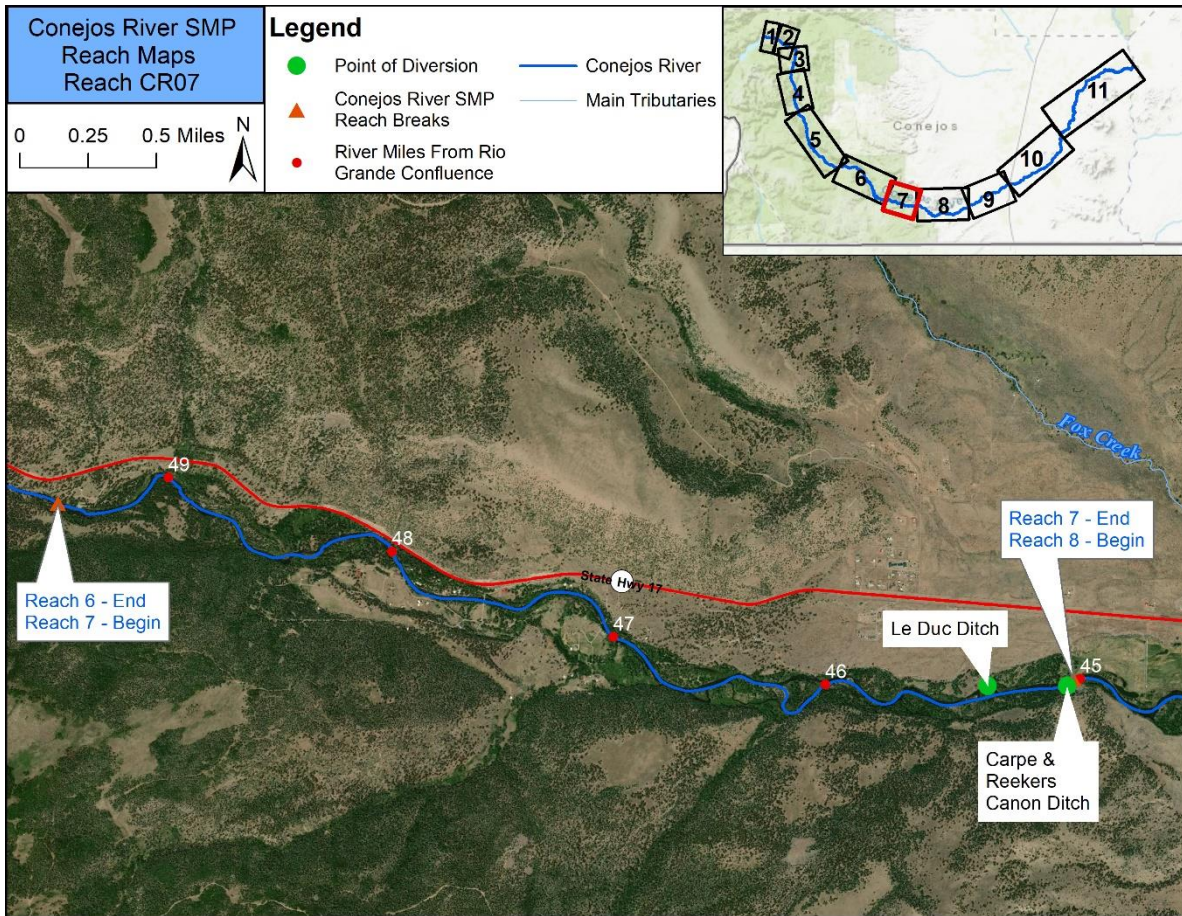 Conejos River SMP
Reach Maps
Reach CR07
0 0.25 0.5 Miles
N
Legend
Point of Diversion
Conejos River SMP
Reach Breaks
River Miles From Rio
Grande Confluence
Conejos River
Main Tributaries
1
2
3
4
5
6
7
8
9
10
11
Conejos
Fox Creek
49
48
47
46
45
State Hwy 17
Reach 6 - End
Reach 7 - Begin
Reach 7 - End
Reach 8 - Begin
Le Duc Ditch
Carpe &
Reekers
Canon Ditch